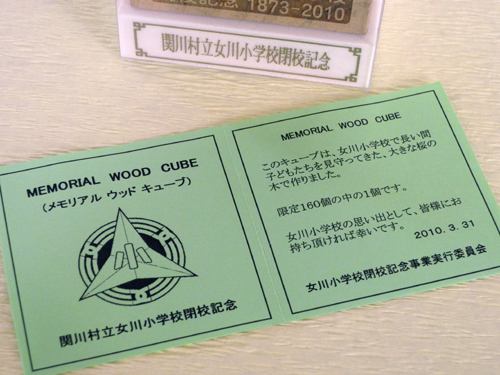 記念 1873-2010
関川村立女川小学校閉校記念
MEMORIAL WOOD CUBE
(メモリアル ウッド キューブ)
関川村立女川小学校閉校記念
MEMORIAL WOOD CUBE
このキューブは、女川小学校で長い間
子どもたちを見守ってきた、大きな桜の
木で作りました。
限定160個の中の1個です。
女川小学校の思い出として、皆様にお
持ち頂ければ幸いです。
2010. 3. 31
女川小学校閉校記念事業実行委員会